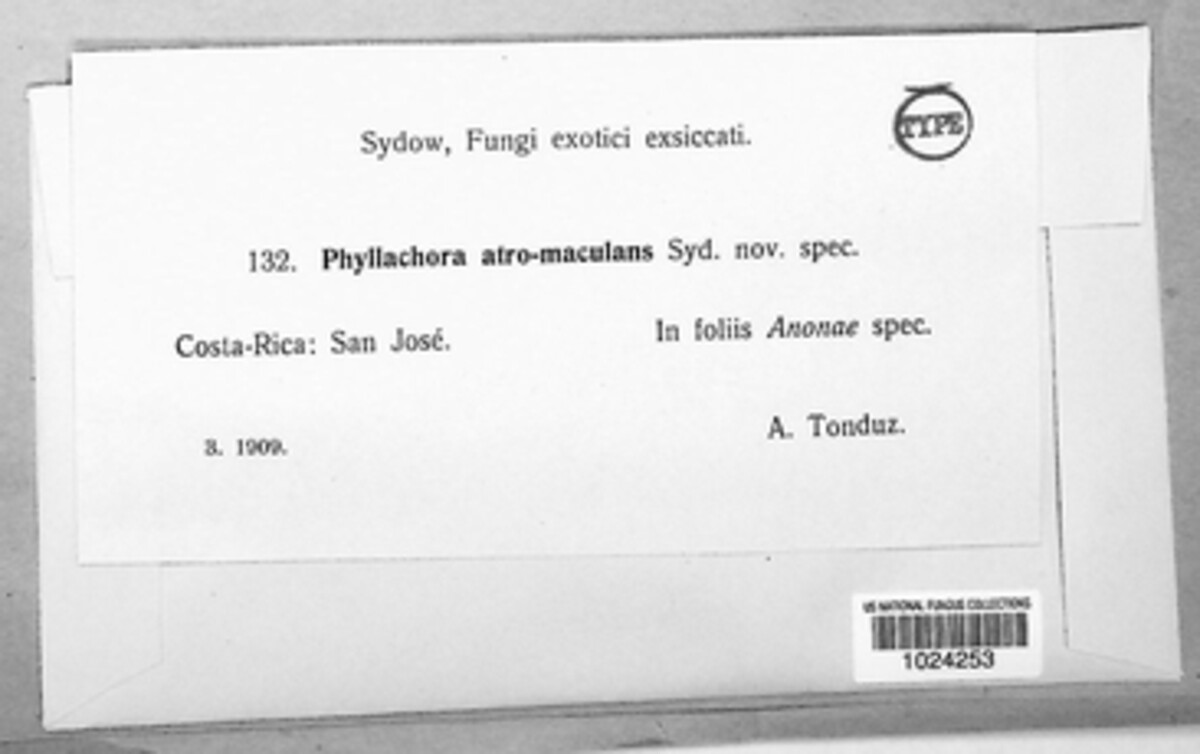 TYPE
Sydow, Fungi exotici exsiccati.
132. Phyllachora atro-maculans Syd. nov. spec.
Costa-Rica: San José. In foliis Anonae spec.
3. 1909. A. Tonduz.
US NATIONAL FUNGUS COLLECTIONS
1024253